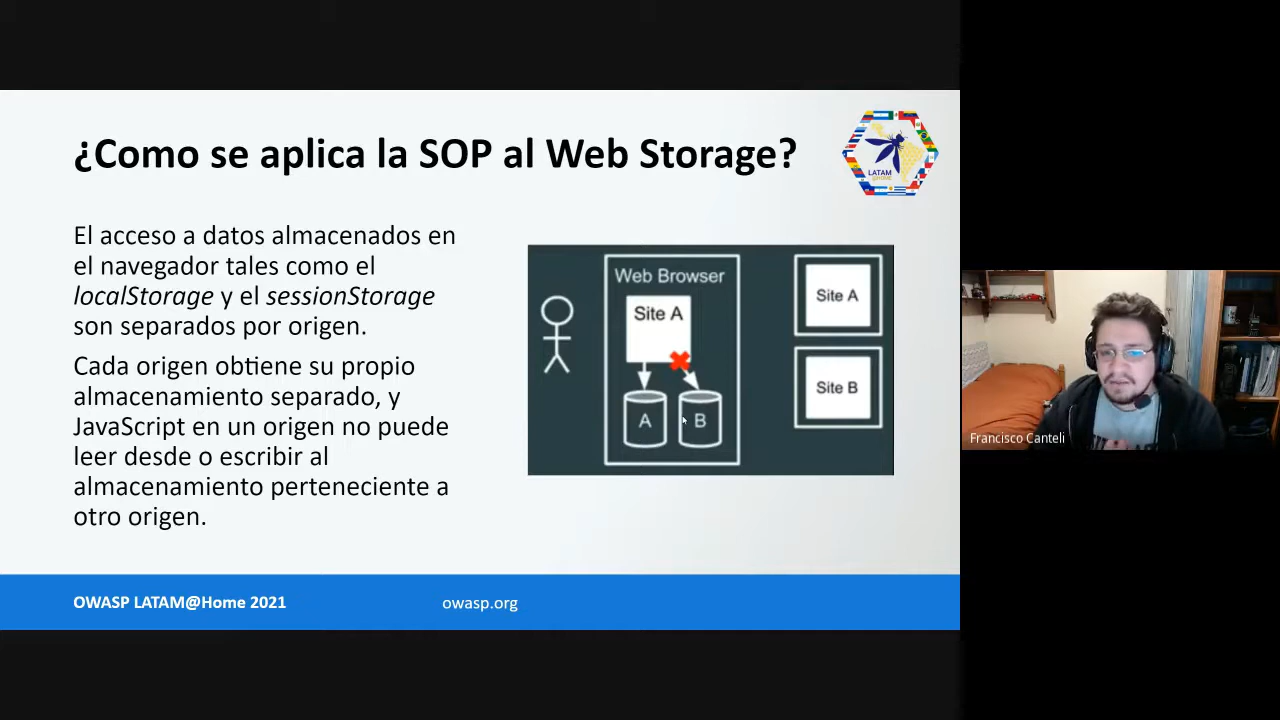 ¿Como se aplica la SOP al Web Storage?
LATAM
@HOME
El acceso a datos almacenados en
el navegador tales como el
localStorage y el sessionStorage
son separados por origen.
Cada origen obtiene su propio
almacenamiento separado, y
JavaScript en un origen no puede
leer desde o escribir al
almacenamiento perteneciente a
otro origen.
Web Browser
Site A
A
B
Site A
Site B
Francisco Canteli
OWASP LATAM@Home 2021
owasp.org